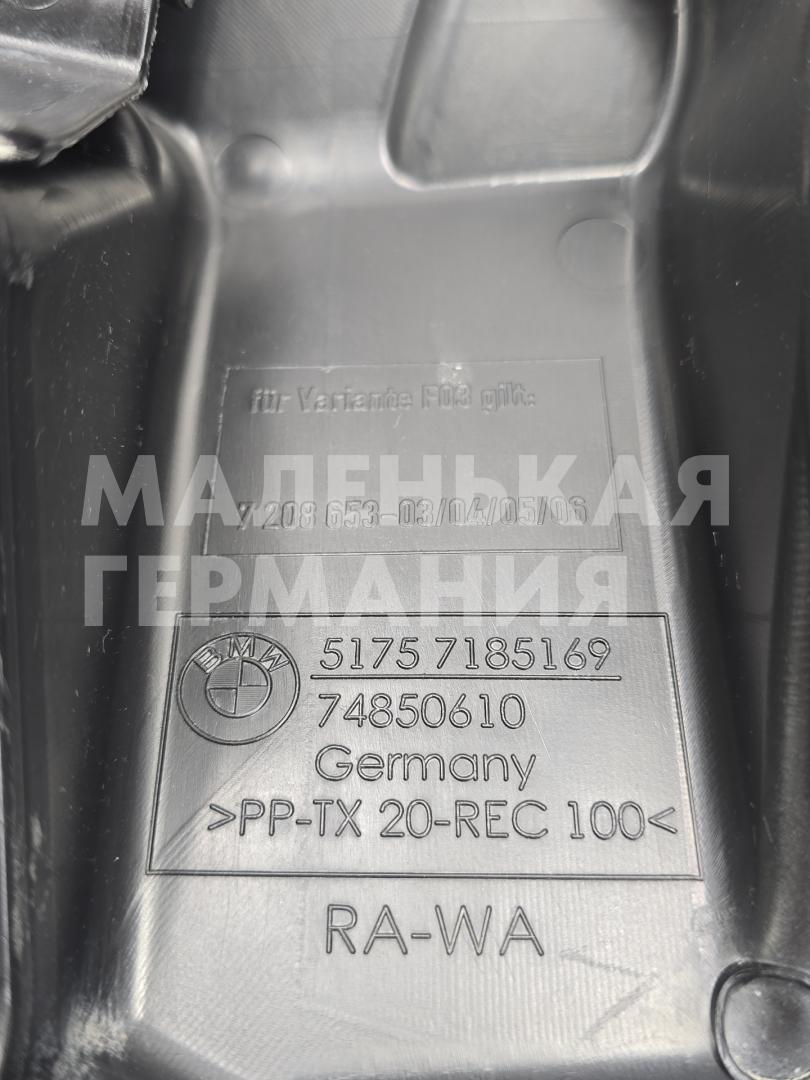 für Variante F03 gilt:
7 208 653-03/04/05/06
МАЛЕНЬКАЯ
ГЕРМАНИЯ
BMW
5175 7185169
74850610
Germany
>PP-TX 20-REC 100<
RA-WA